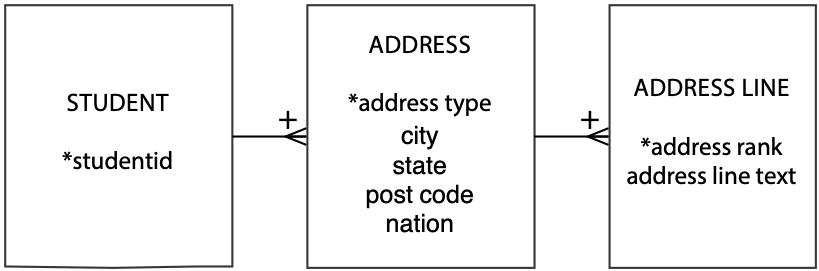 STUDENT
*studentid
+
ADDRESS
*address type
city
state
post code
nation
+
ADDRESS LINE
*address rank
address line text